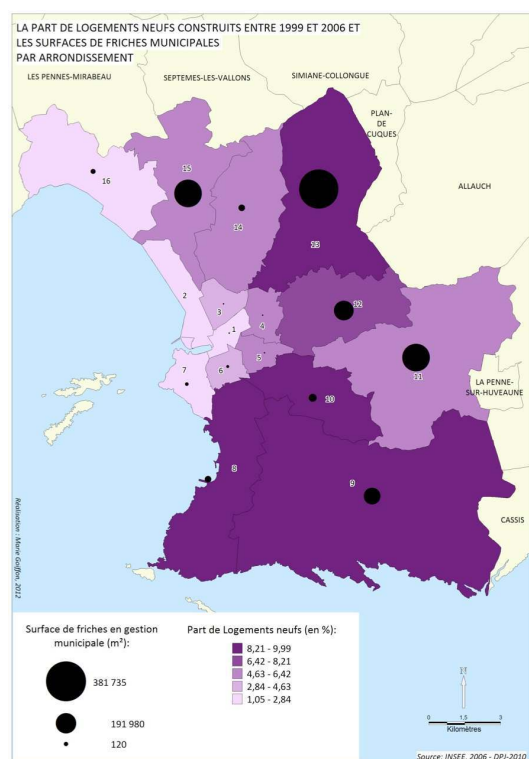 LA PART DE LOGEMENTS NEUFS CONSTRUITS ENTRE 1999 ET 2006 ET
LES SURFACES DE FRICHES MUNICIPALES
PAR ARRONDISSEMENT
LES PENNES-MIRABEAU
SEPTEMES-LES-VALLONS
SIMIANE-COLLONGUE
PLAN-
DE
CUQUES
ALLAUCH
16
15
14
13
2
3
1
4
12
7
6
5
11
LA PENNE-
SUR-HUVEAUNE
10
8
9
CASSIS
Réalisation : Marie Gaffon, 2012
Surface de friches en gestion
municipale (m²):
381 735
191 980
120
Part de Logements neufs (en %):
8,21 - 9,99
6,42 - 8,21
4,63 - 6,42
2,84 - 4,63
1,05 - 2,84
0 1,5 3
Kilomètres
Source: INSEE, 2006 - DPJ-2010